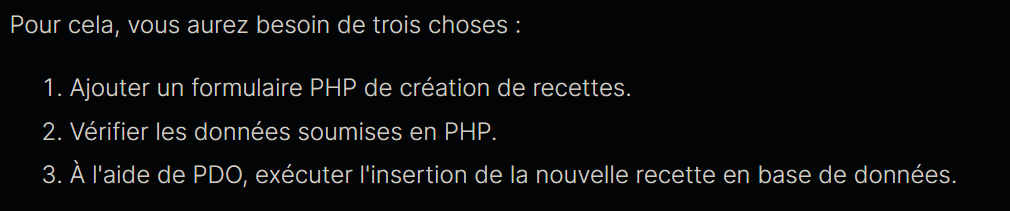 Pour cela, vous aurez besoin de trois choses :
1. Ajouter un formulaire PHP de création de recettes.
2. Vérifier les données soumises en PHP.
3. À l'aide de PDO, exécuter l'insertion de la nouvelle recette en base de données.